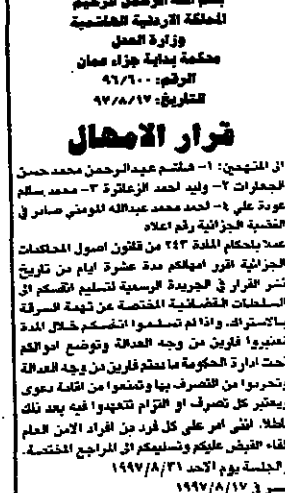 بسم الله الرحمن الرحيم
المملكة الاردنية الهاشمية
وزارة العدل
محكمة بداية جزاء عمان
الرقم: ٩٦/٦٠٠
التاريخ: ٩٧/٨/١٧
قرار الامهال
الى المتهمين: ١- هيثم عبدالرحمن محمد حسن
٢- وليد احمد الزعاترة ٣- محمد سالم
عودة علي ٤- احمد محمد عبدالله المومني صادر في
القضية الجزائية رقم اعلاه
عملا باحكام المادة ٢٤٣ من قانون اصول المحاكمات
الجزائية اقرر امهالكم مدة عشرة ايام من تاريخ
نشر القرار في الجريدة الرسمية لتسليم انفسكم الى
السلطات القضائية المختصة عن تهمة السرقة
بالاشتراك. واذا لم تسلموا انفسكم خلال المدة
تعتبروا فارين من وجه العدالة وتوضع اموالكم
تحت ادارة الحكومة ما دمتم فارين من وجه العدالة
وتحرموا من التصرف بها وتمنعوا من اقامة دعوى
ويعتبر كل تصرف او التزام تتعهدوا فيه بعد ذلك
باطلا. انني امر على كل فرد من افراد الامن العام
القاء القبض عليكم وتسليمكم الى المراجع المختصة.
والجلسة يوم الاحد ١٩٩٧/٨/٣١
١٩٩٧/٨/١٧